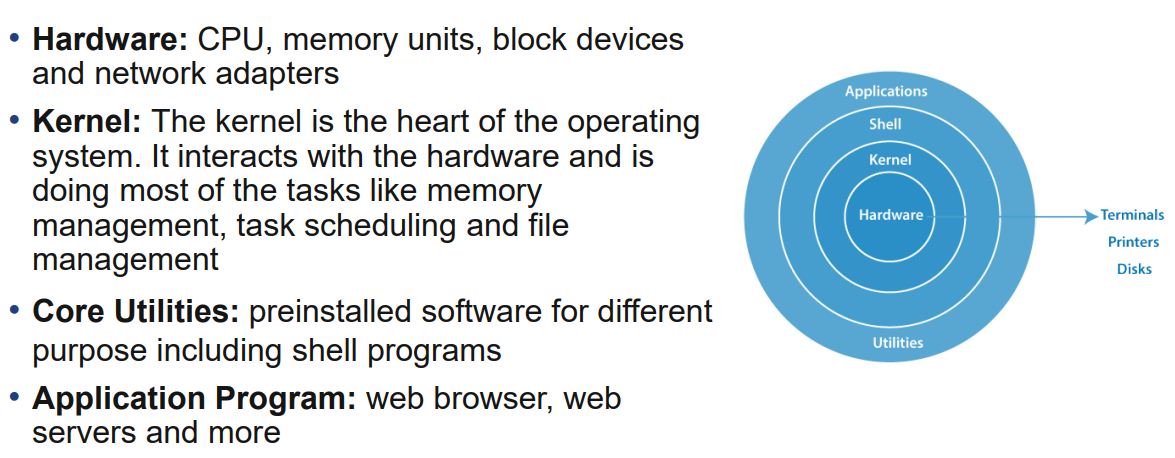 • Hardware: CPU, memory units, block devices
and network adapters
• Kernel: The kernel is the heart of the operating
system. It interacts with the hardware and is
doing most of the tasks like memory
management, task scheduling and file
management
• Core Utilities: preinstalled software for different
purpose including shell programs
• Application Program: web browser, web
servers and more
Applications
Shell
Kernel
Hardware
Utilities
Terminals
Printers
Disks